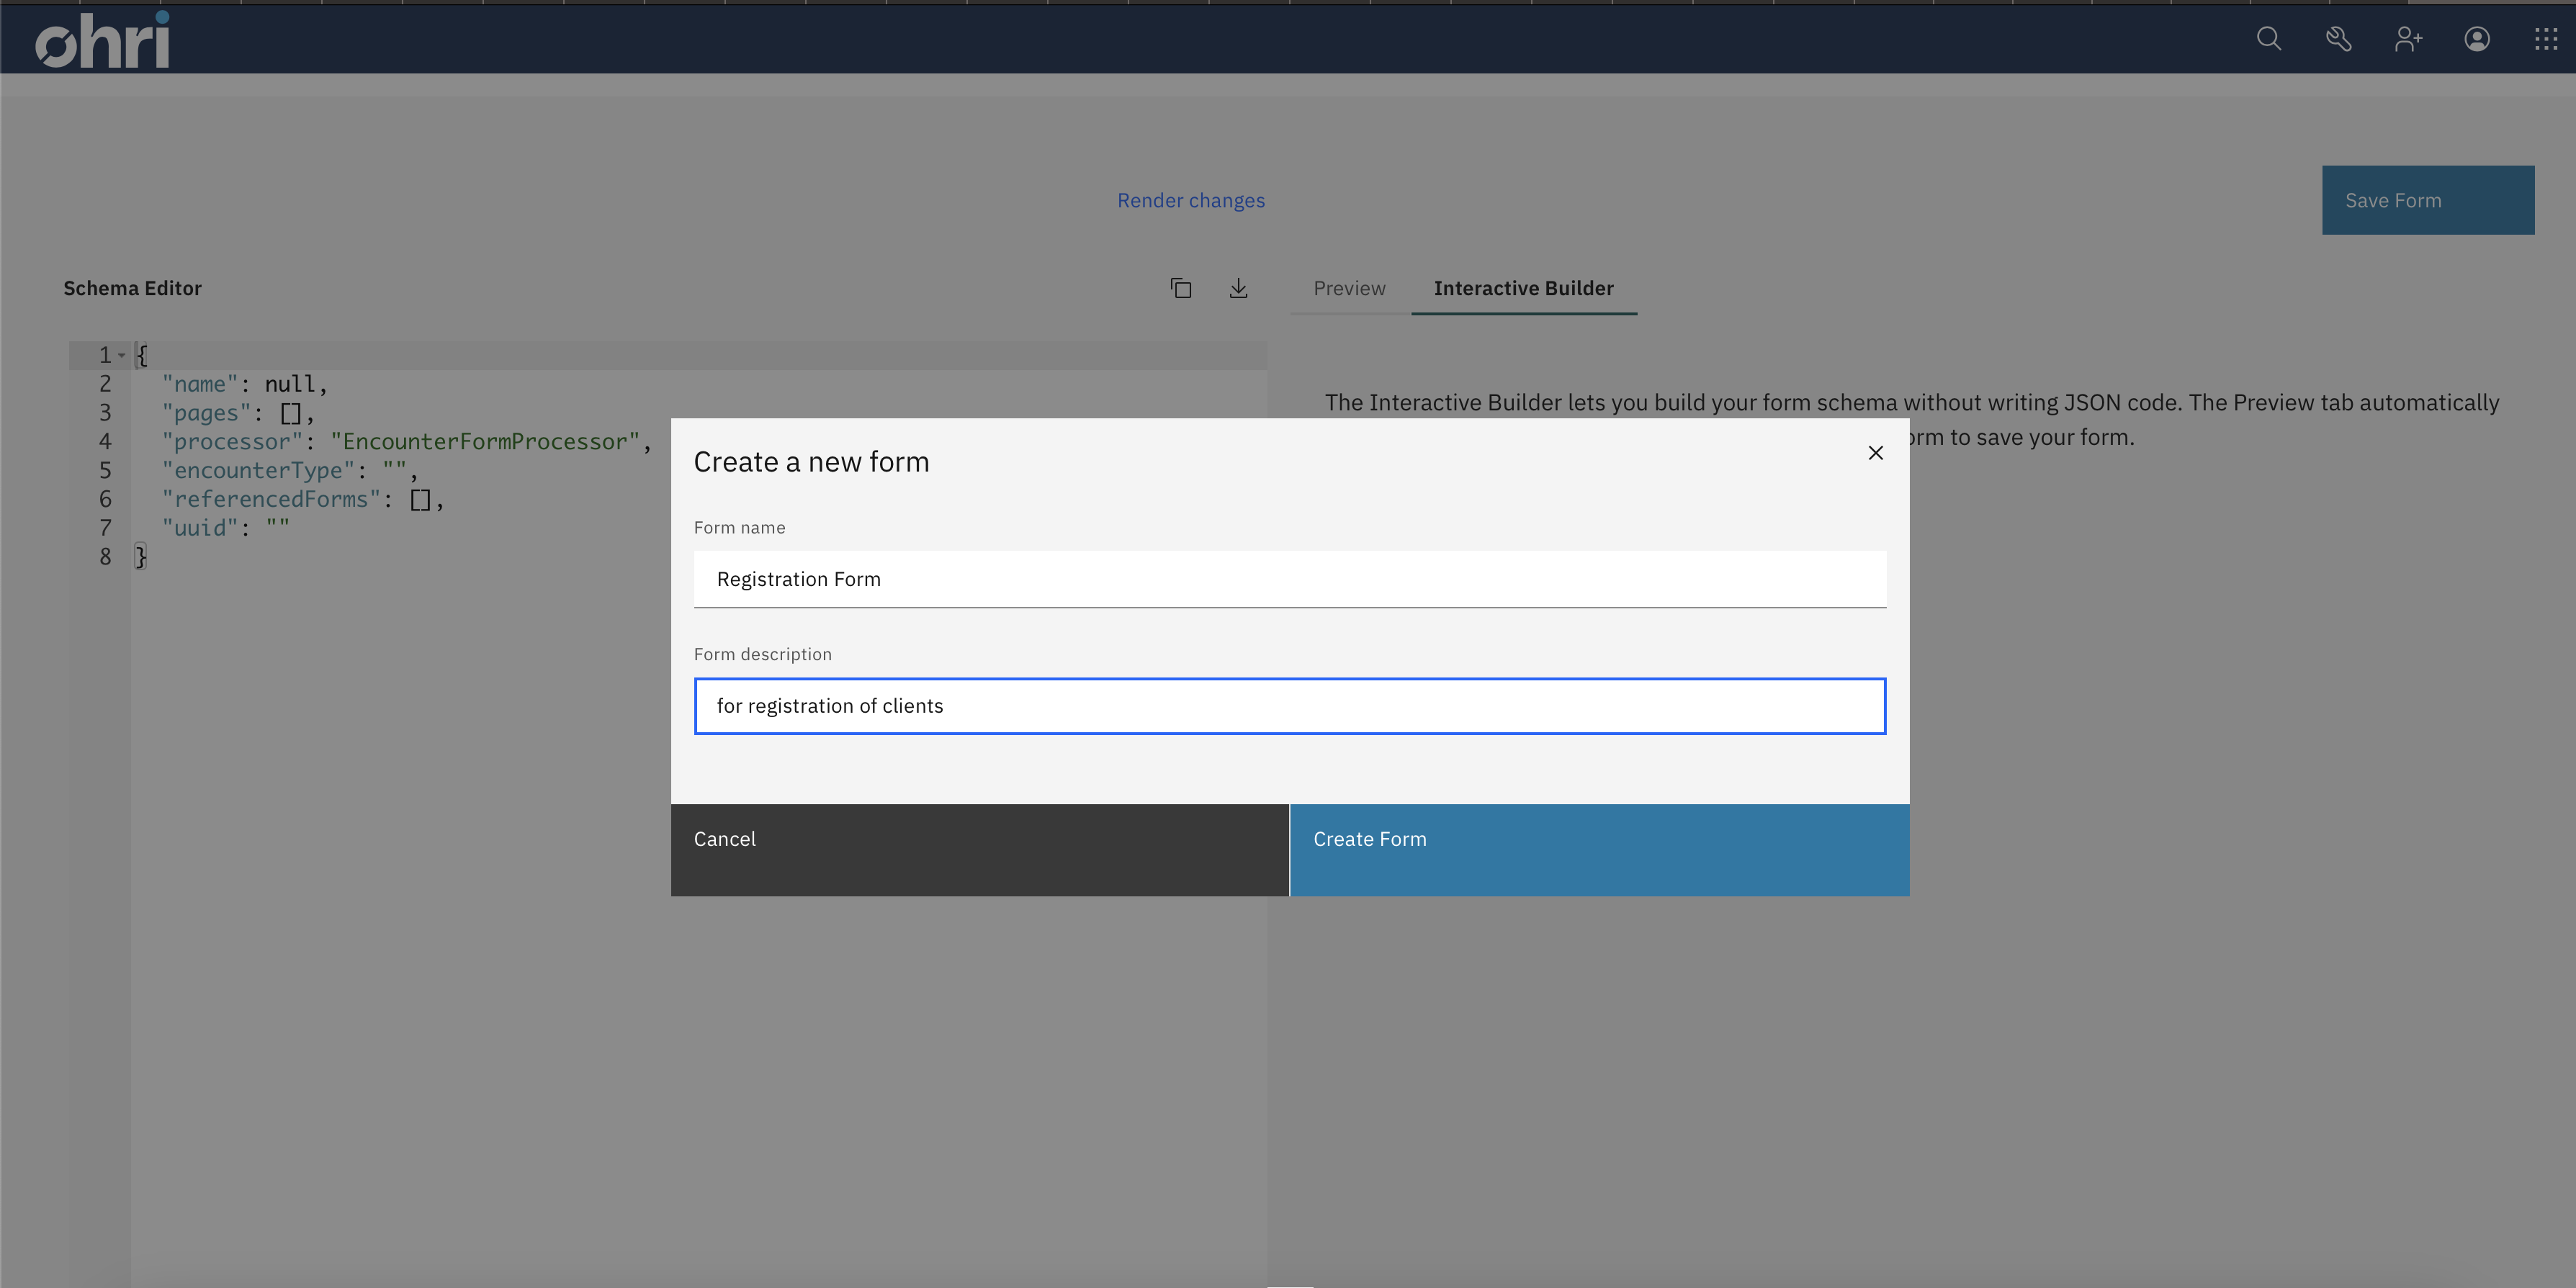 ohri
Render changes
Save Form
Schema Editor
Preview
Interactive Builder
1 {
2 "name": null,
3 "pages": [],
4 "processor": "EncounterFormProcessor",
5 "encounterType": "",
6 "referencedForms": [],
7 "uuid": ""
8 }
The Interactive Builder lets you build your form schema without writing JSON code. The Preview tab automatically
to save your form.
Create a new form
Form name
Registration Form
Form description
for registration of clients
Cancel
Create Form